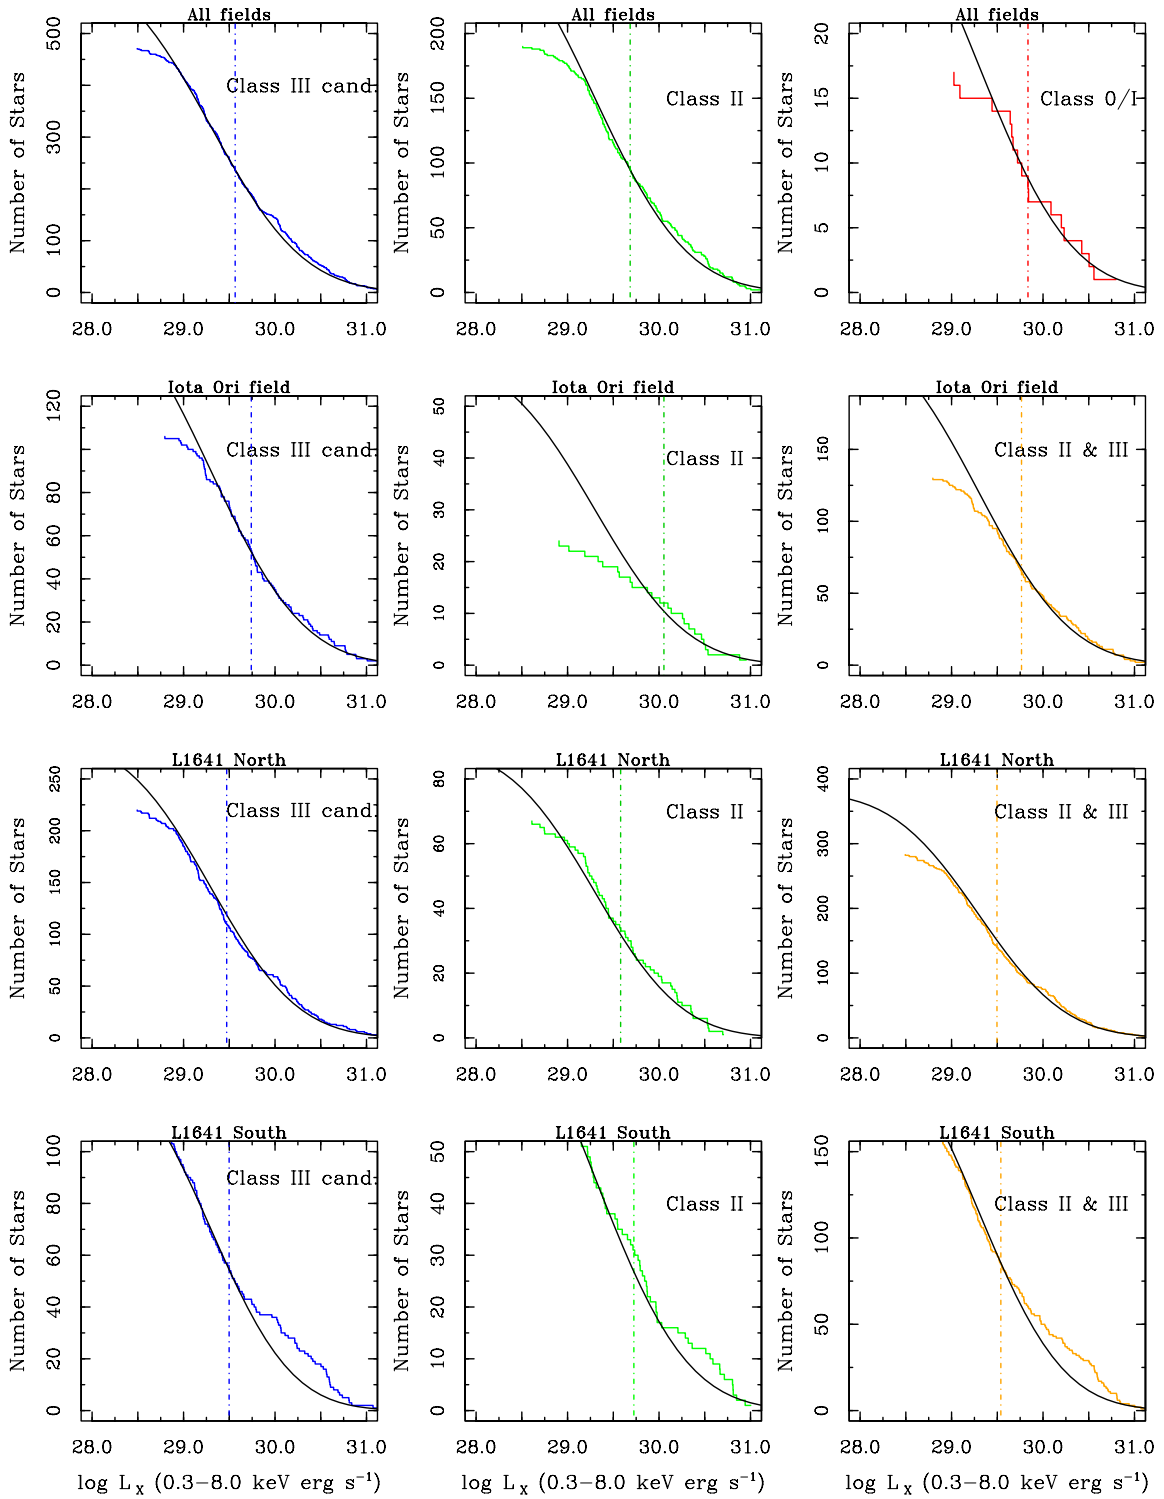 All fields
All fields
All fields
Number of Stars
0 100 300 500
Class III cand.
28.0 29.0 30.0 31.0
Number of Stars
0 50 100 150 200
Class II
28.0 29.0 30.0 31.0
Number of Stars
0 5 10 15 20
Class 0/I
28.0 29.0 30.0 31.0
Iota Ori field
Iota Ori field
Iota Ori field
Number of Stars
0 20 40 60 80 100 120
Class III cand.
28.0 29.0 30.0 31.0
Number of Stars
0 10 20 30 40 50
Class II
28.0 29.0 30.0 31.0
Number of Stars
0 50 100 150
Class II & III
28.0 29.0 30.0 31.0
L1641 North
L1641 North
L1641 North
Number of Stars
0 50 100 150 200 250
Class III cand.
28.0 29.0 30.0 31.0
Number of Stars
0 20 40 60 80
Class II
28.0 29.0 30.0 31.0
Number of Stars
0 100 200 300 400
Class II & III
28.0 29.0 30.0 31.0
L1641 South
L1641 South
L1641 South
Number of Stars
0 20 40 60 80 100
Class III cand.
28.0 29.0 30.0 31.0
log L_X (0.3−8.0 keV erg s⁻¹)
Number of Stars
0 10 20 30 40 50
Class II
28.0 29.0 30.0 31.0
log L_X (0.3−8.0 keV erg s⁻¹)
Number of Stars
0 50 100 150
Class II & III
28.0 29.0 30.0 31.0
log L_X (0.3−8.0 keV erg s⁻¹)